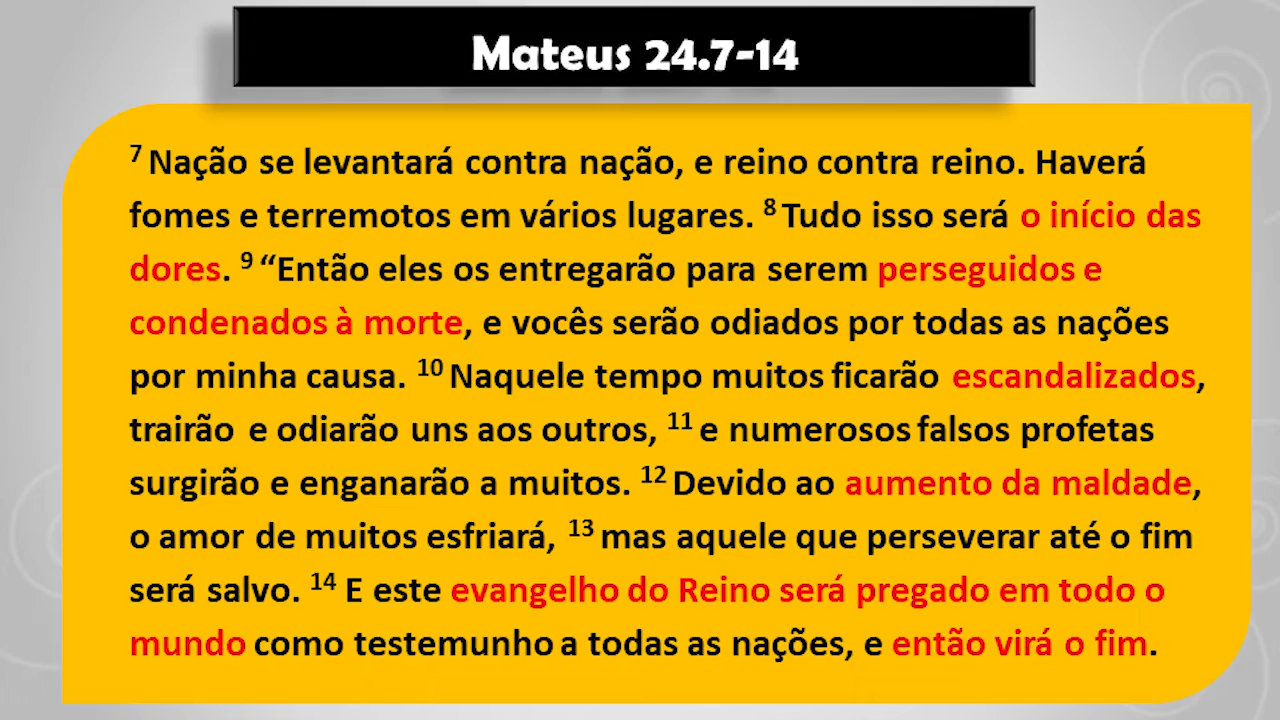 Mateus 24.7-14
7 Nação se levantará contra nação, e reino contra reino. Haverá
fomes e terremotos em vários lugares. 8 Tudo isso será o início das
dores. 9 “Então eles os entregarão para serem perseguidos e
condenados à morte, e vocês serão odiados por todas as nações
por minha causa. 10 Naquele tempo muitos ficarão escandalizados,
trairão e odiarão uns aos outros, 11 e numerosos falsos profetas
surgirão e enganarão a muitos. 12 Devido ao aumento da maldade,
o amor de muitos esfriará, 13 mas aquele que perseverar até o fim
será salvo. 14 E este evangelho do Reino será pregado em todo o
mundo como testemunho a todas as nações, e então virá o fim.